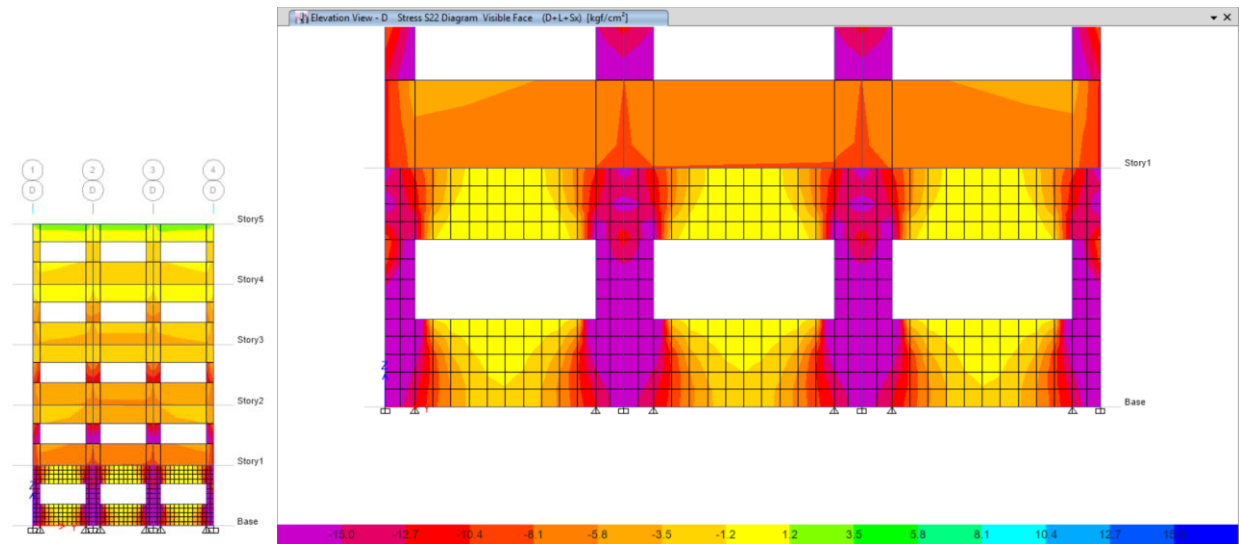 Elevation View - D Stress S22 Diagram Visible Face (D+L+Sx) [kgf/cm²]
1 2 3 4
D D D D
Story5
Story4
Story3
Story2
Story1
Base
Z
Y
Story1
Base
Z
Y
-15.0 -12.7 -10.4 -8.1 -5.8 -3.5 -1.2 1.2 3.5 5.8 8.1 10.4 12.7 15.0